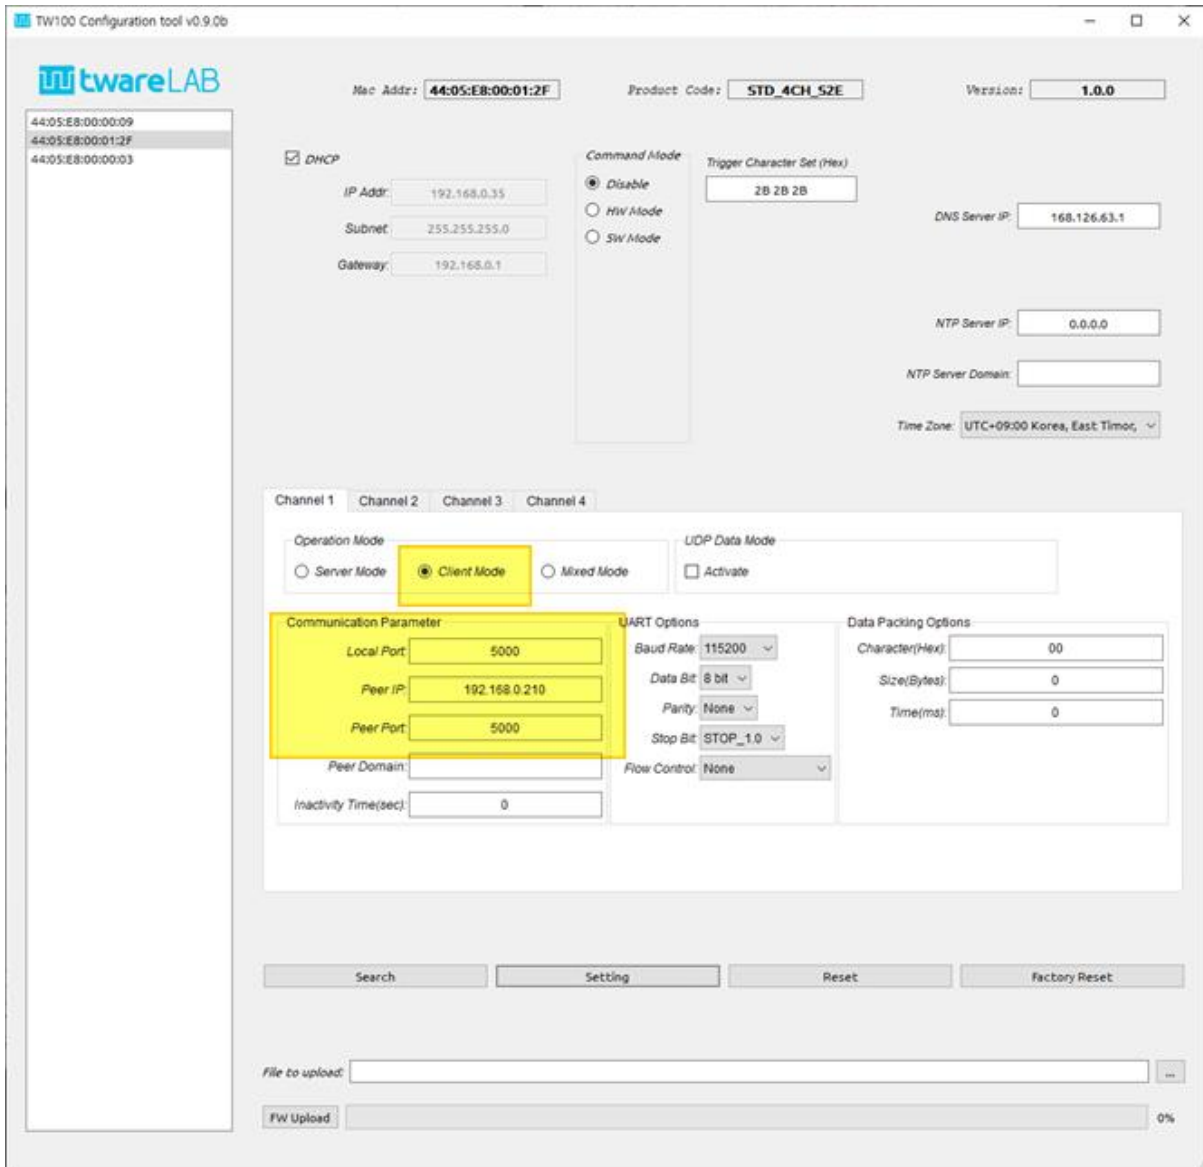 TW100 Configuration tool v0.9.0b
twareLAB
Mac Addr: 44:05:E8:00:01:2F Product Code: STD_4CH_S2E Version: 1.0.0
44:05:E8:00:00:09
44:05:E8:00:01:2F
44:05:E8:00:00:03
DHCP
IP Addr: 192.168.0.35
Subnet: 255.255.255.0
Gateway: 192.168.0.1
Command Mode
Disable
HW Mode
SW Mode
Trigger Character Set (Hex)
2B 2B 2B
DNS Server IP: 168.126.63.1
NTP Server IP: 0.0.0.0
NTP Server Domain:
Time Zone: UTC+09:00 Korea, East Timor,
Channel 1 Channel 2 Channel 3 Channel 4
Operation Mode
Server Mode Client Mode Mixed Mode
UDP Data Mode
Activate
Communication Parameter
Local Port: 5000
Peer IP: 192.168.0.210
Peer Port: 5000
Peer Domain:
Inactivity Time(sec): 0
UART Options
Baud Rate: 115200
Data Bit: 8 bit
Parity: None
Stop Bit: STOP_1.0
Flow Control: None
Data Packing Options
Character(Hex): 00
Size(Bytes): 0
Time(ms): 0
Search Setting Reset Factory Reset
File to upload: ...
FW Upload 0%